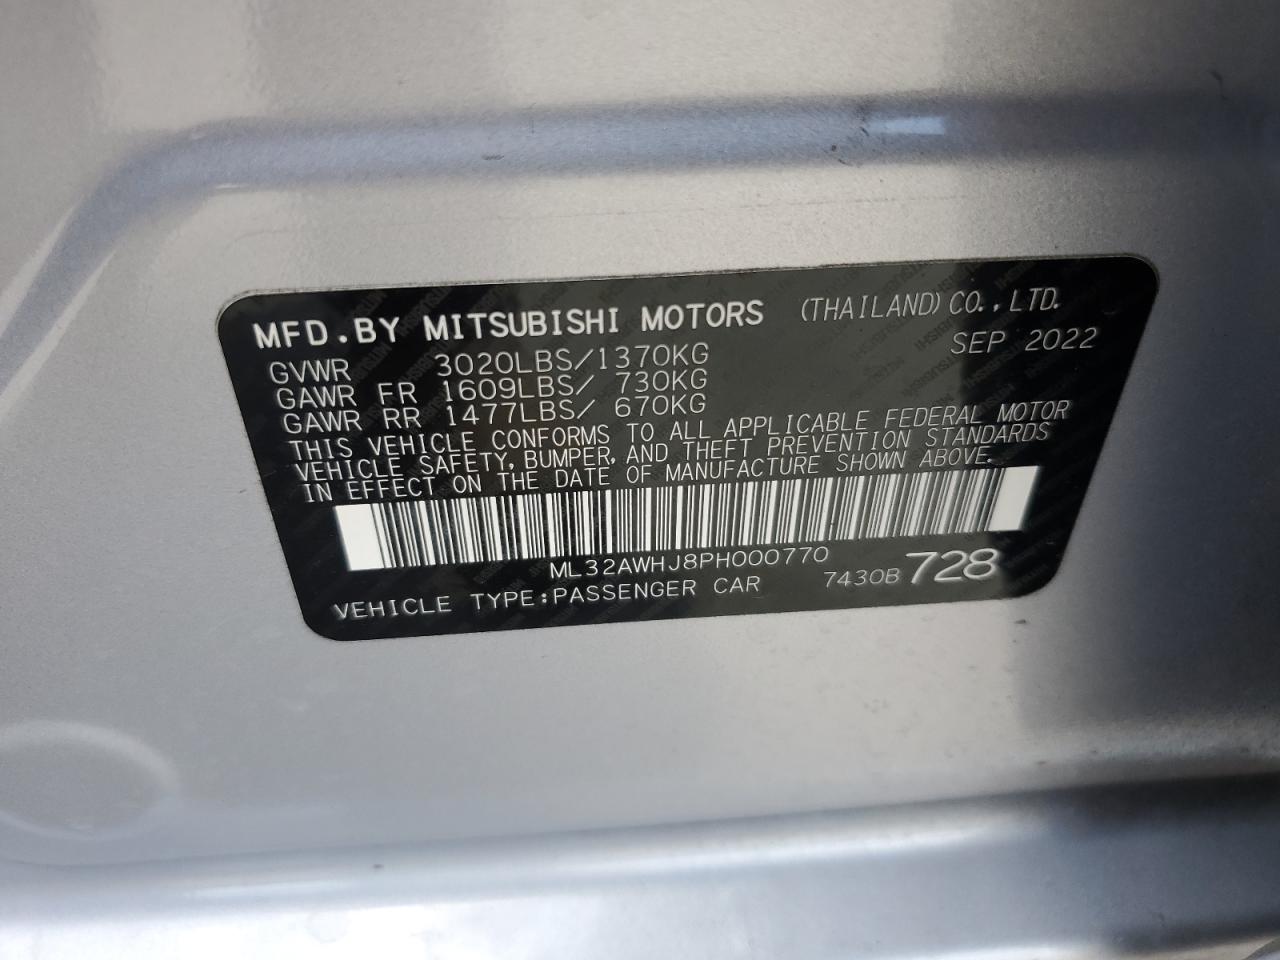 MFD.BY MITSUBISHI MOTORS (THAILAND) CO.,LTD.
SEP 2022
GVWR 3020LBS/1370KG
GAWR FR 1609LBS/ 730KG
GAWR RR 1477LBS/ 670KG
THIS VEHICLE CONFORMS TO ALL APPLICABLE FEDERAL MOTOR
VEHICLE SAFETY, BUMPER, AND THEFT PREVENTION STANDARDS
IN EFFECT ON THE DATE OF MANUFACTURE SHOWN ABOVE.
ML32AWHJ8PH000770
VEHICLE TYPE:PASSENGER CAR 7430B 728